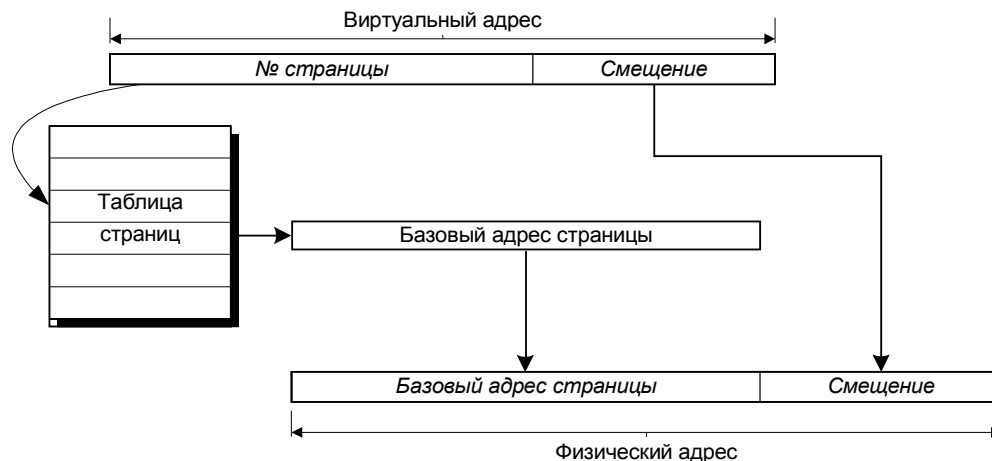 Виртуальный адрес
№ страницы
Смещение
Таблица
страниц
Базовый адрес страницы
Базовый адрес страницы
Смещение
Физический адрес